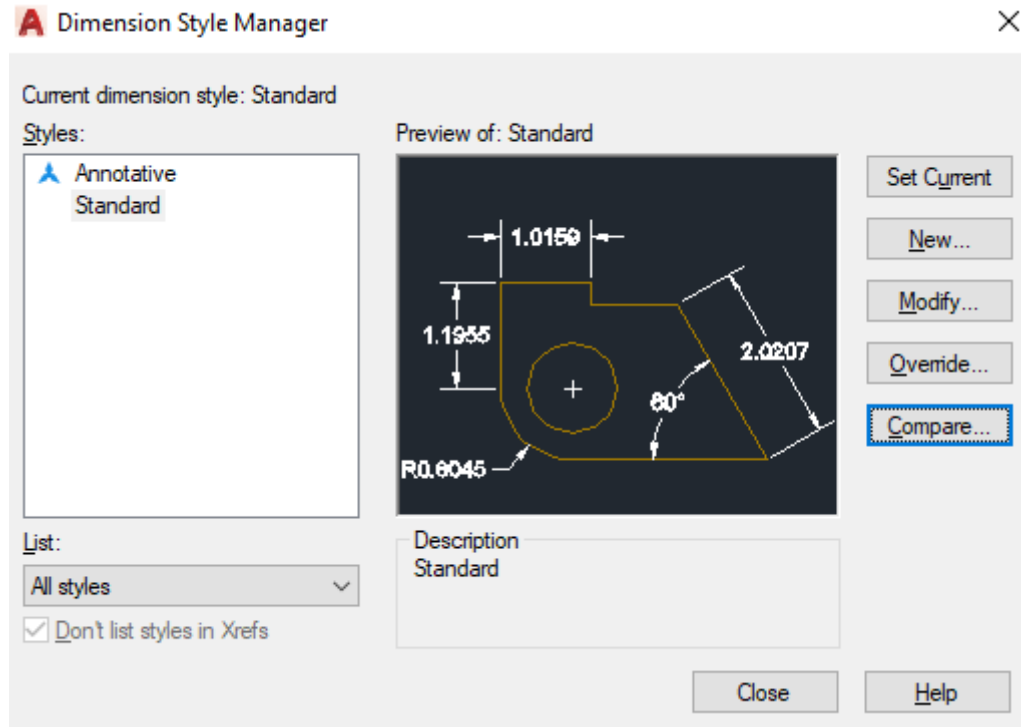 Dimension Style Manager
Current dimension style: Standard
Styles:
Preview of: Standard
Annotative
Standard
1.0159
1.1955
2.0207
60°
R0.8045
Set Current
New...
Modify...
Override...
Compare...
List:
All styles
Don't list styles in Xrefs
Description
Standard
Close
Help